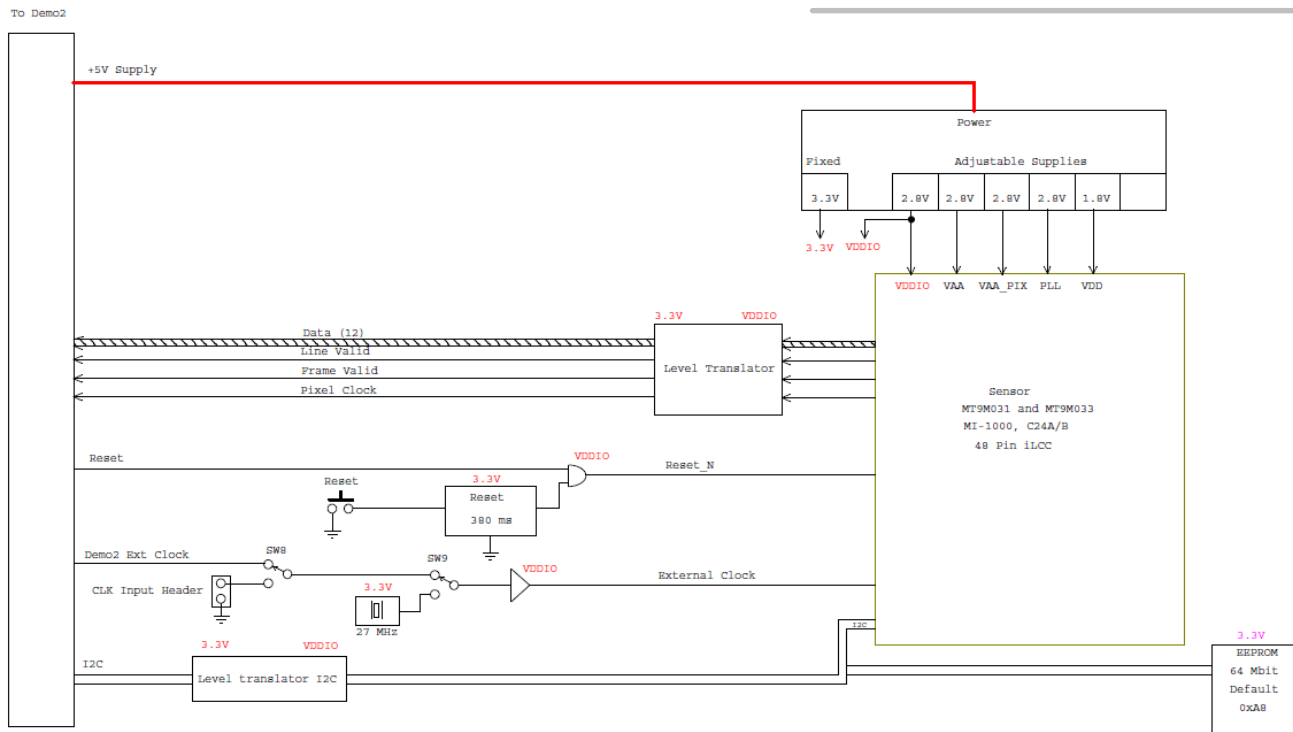 To Demo2
+5V Supply
Power
Fixed
Adjustable Supplies
3.3V
2.8V
2.8V
2.8V
2.8V
1.8V
3.3V
VDDIO
VDDIO
VAA
VAA_PIX
PLL
VDD
3.3V
VDDIO
Data (12)
Line Valid
Frame Valid
Pixel Clock
Level Translator
Sensor
MT9M031 and MT9M033
MI-1000, C24A/B
48 Pin iLCC
Reset
VDDIO
Reset_N
Reset
3.3V
Reset
380 ms
Demo2 Ext Clock
SW8
SW9
VDDIO
External Clock
CLK Input Header
3.3V
27 MHz
I2C
3.3V
VDDIO
I2C
Level translator I2C
3.3V
EEPROM
64 Mbit
Default
0xA8